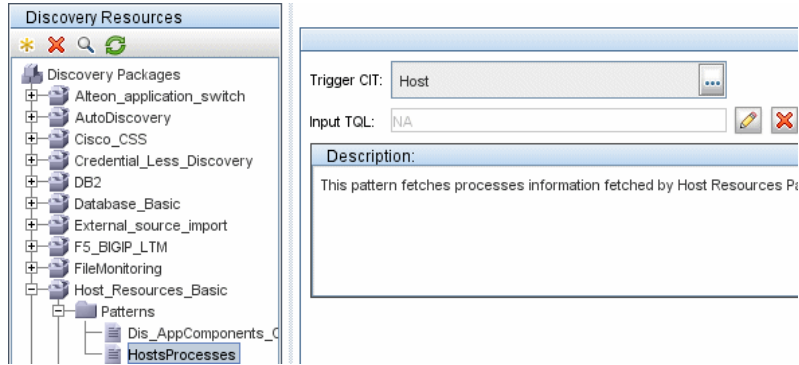 Discovery Resources
Discovery Packages
Alteon_application_switch
AutoDiscovery
Cisco_CSS
Credential_Less_Discovery
DB2
Database_Basic
External_source_import
F5_BIGIP_LTM
FileMonitoring
Host_Resources_Basic
Patterns
Dis_AppComponents_
HostsProcesses
Trigger CIT: Host ...
Input TQL: NA
Description:
This pattern fetches processes information fetched by Host Resources Pa